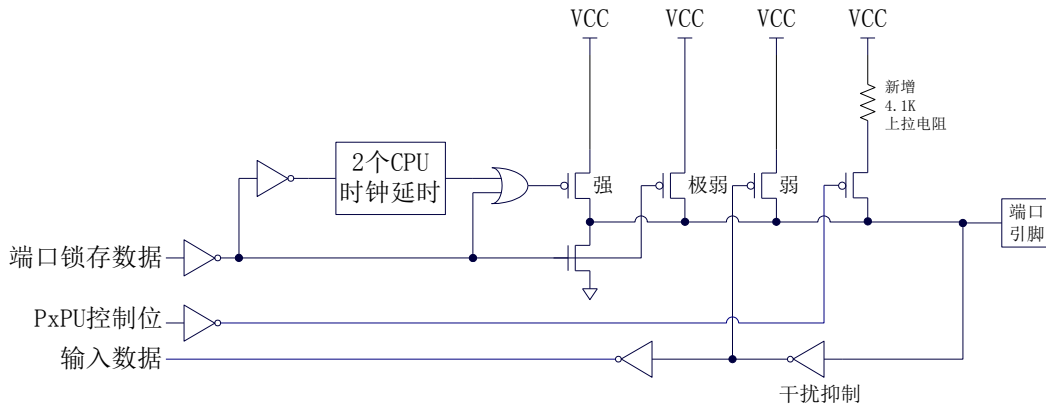 VCC
VCC
VCC
VCC
新增
4.1K
上拉电阻
2个CPU
时钟延时
强
极弱
弱
端口
引脚
端口锁存数据
PxPU控制位
输入数据
干扰抑制